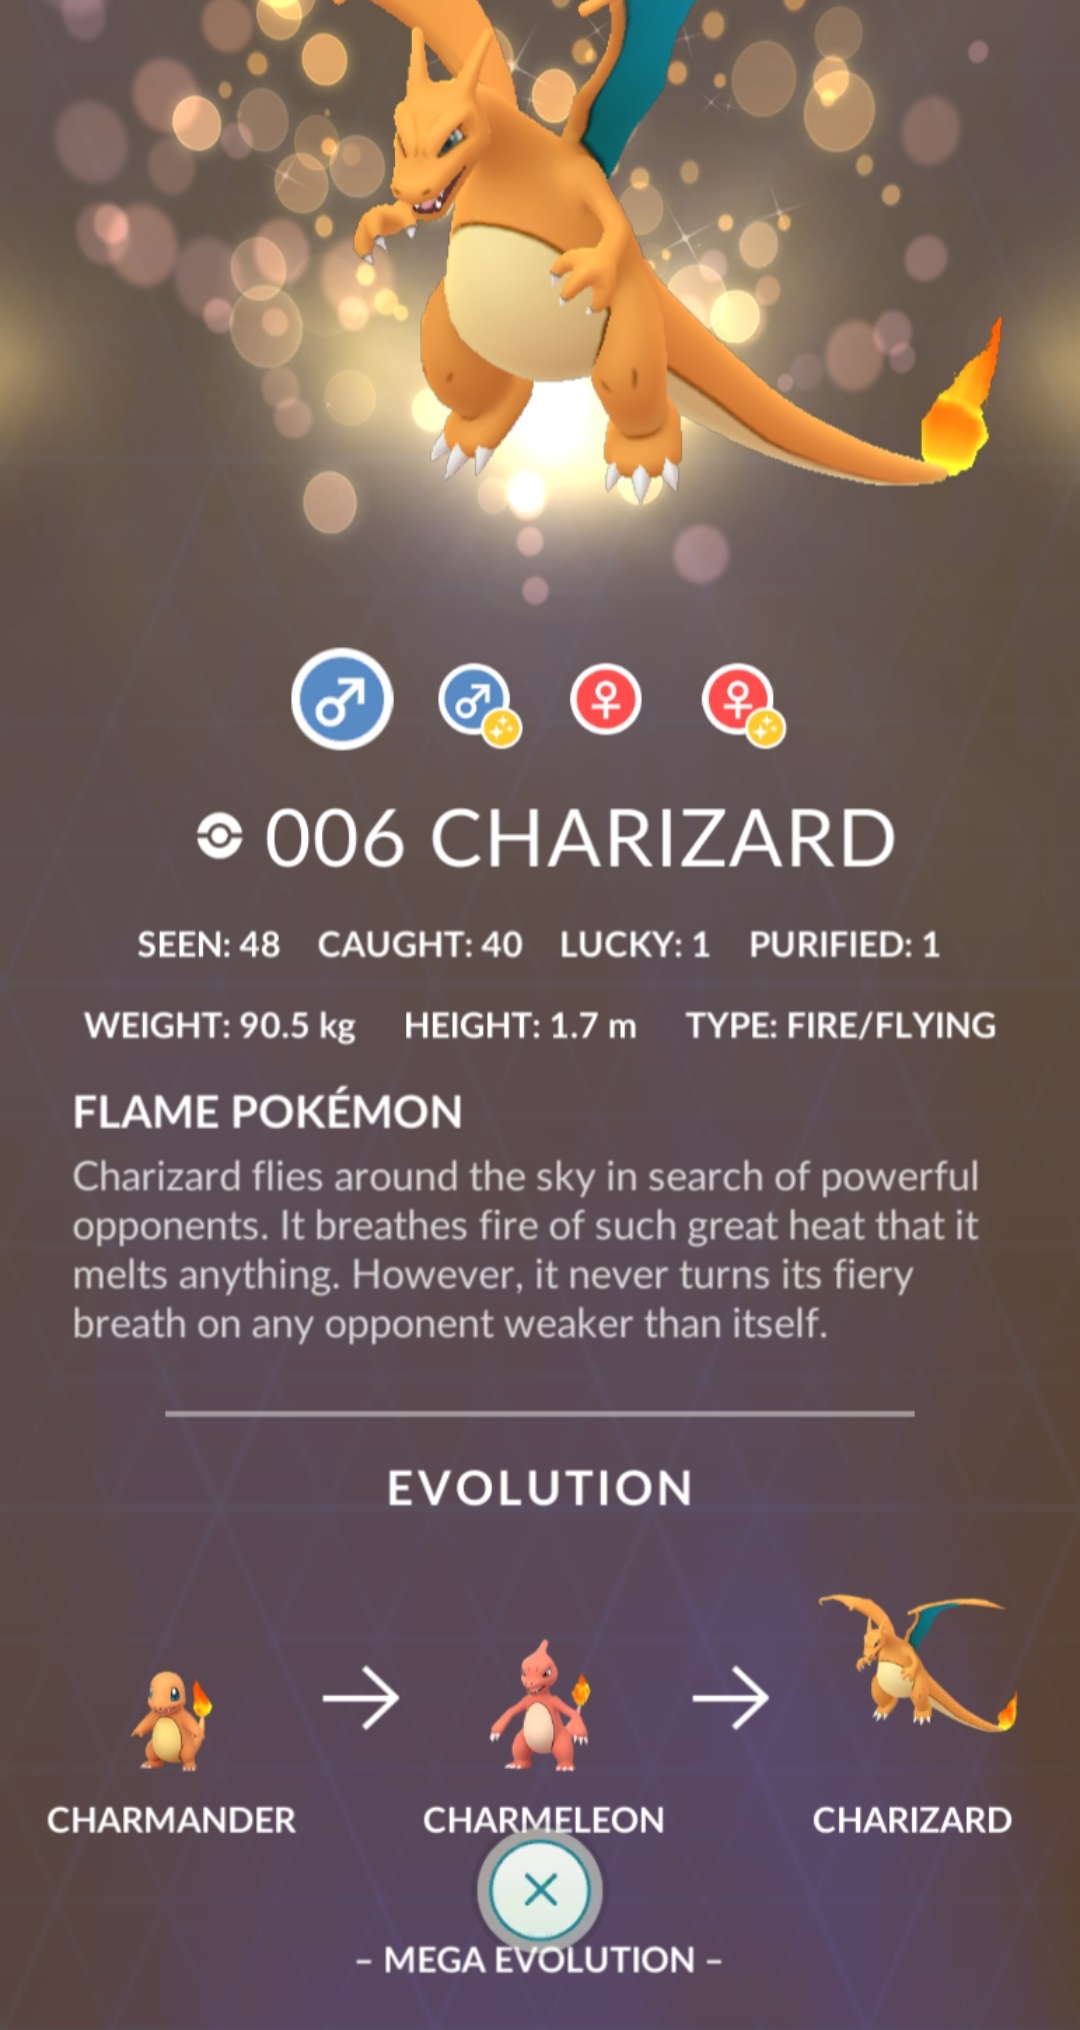 006 CHARIZARD
SEEN: 48 CAUGHT: 40 LUCKY: 1 PURIFIED: 1
WEIGHT: 90.5 kg HEIGHT: 1.7 m TYPE: FIRE/FLYING
FLAME POKÉMON
Charizard flies around the sky in search of powerful
opponents. It breathes fire of such great heat that it
melts anything. However, it never turns its fiery
breath on any opponent weaker than itself.
EVOLUTION
CHARMANDER CHARMELEON CHARIZARD
– MEGA EVOLUTION –